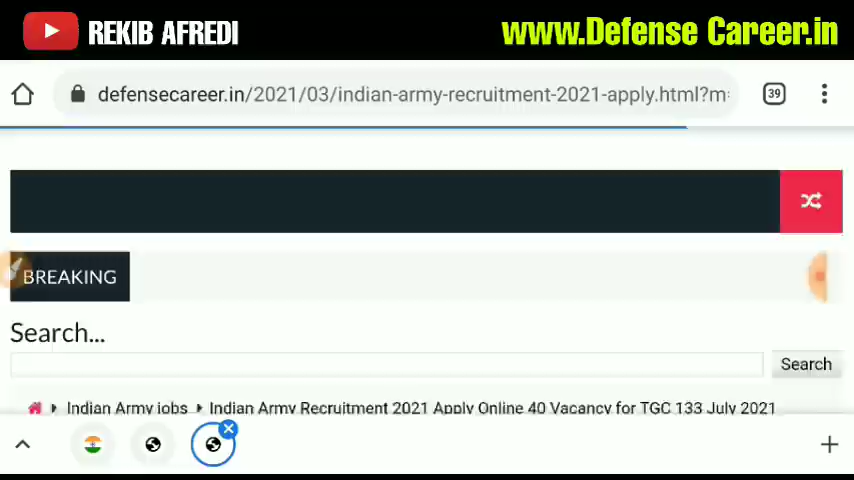 REKIB AFREDI
www.Defense Career.in
defensecareer.in/2021/03/indian-army-recruitment-2021-apply.html?m=
39
BREAKING
Search...
Search
Indian Army jobs
Indian Army Recruitment 2021 Apply Online 40 Vacancy for TGC 133 July 2021